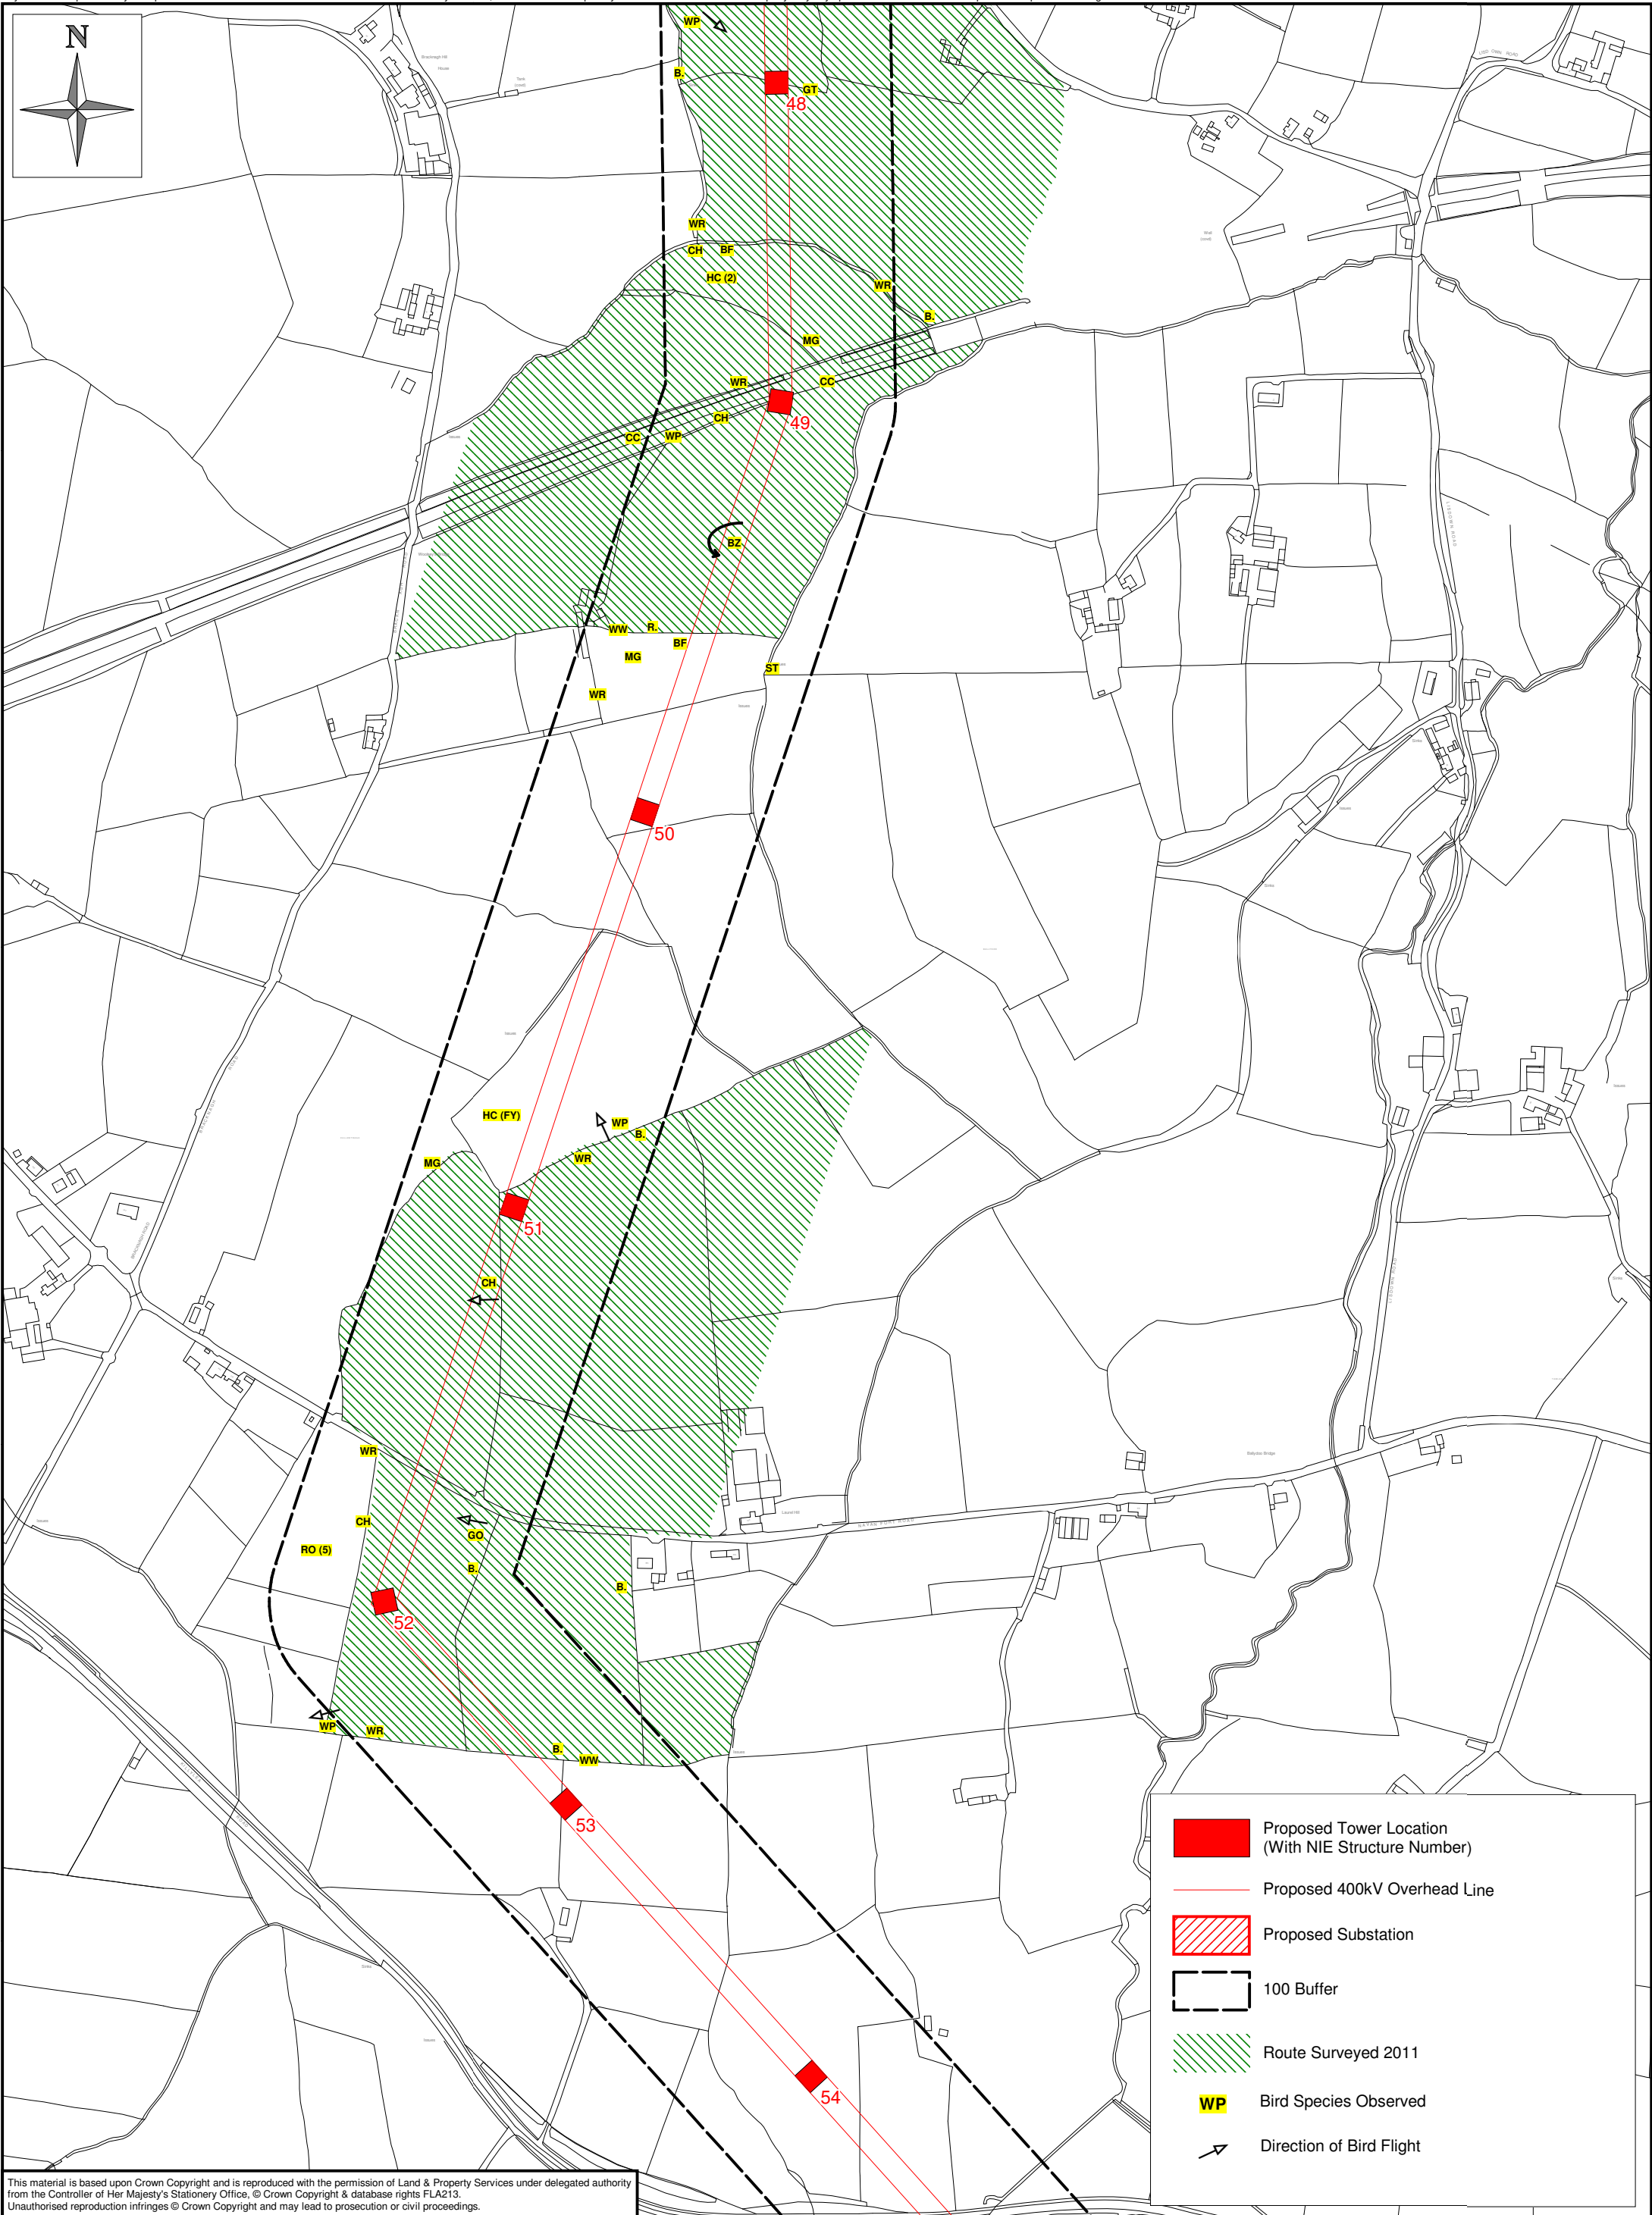 N
WP
B.
GT
48
WR
CH
BF
HC (2)
WR
B.
MG
WR
CC
49
CH
CC
WP
BZ
WW
R.
BF
MG
ST
WR
50
HC (FY)
WP
B.
WR
MG
51
CH
WR
CH
GO
RO (5)
B.
B.
52
WP
WR
B.
WW
53
54
NAVAN FORT ROAD
Ballydoo Bridge
Proposed Tower Location
(With NIE Structure Number)
Proposed 400kV Overhead Line
Proposed Substation
100 Buffer
Route Surveyed 2011
WP Bird Species Observed
Direction of Bird Flight
This material is based upon Crown Copyright and is reproduced with the permission of Land & Property Services under delegated authority
from the Controller of Her Majesty's Stationery Office, © Crown Copyright & database rights FLA213.
Unauthorised reproduction infringes © Crown Copyright and may lead to prosecution or civil proceedings.